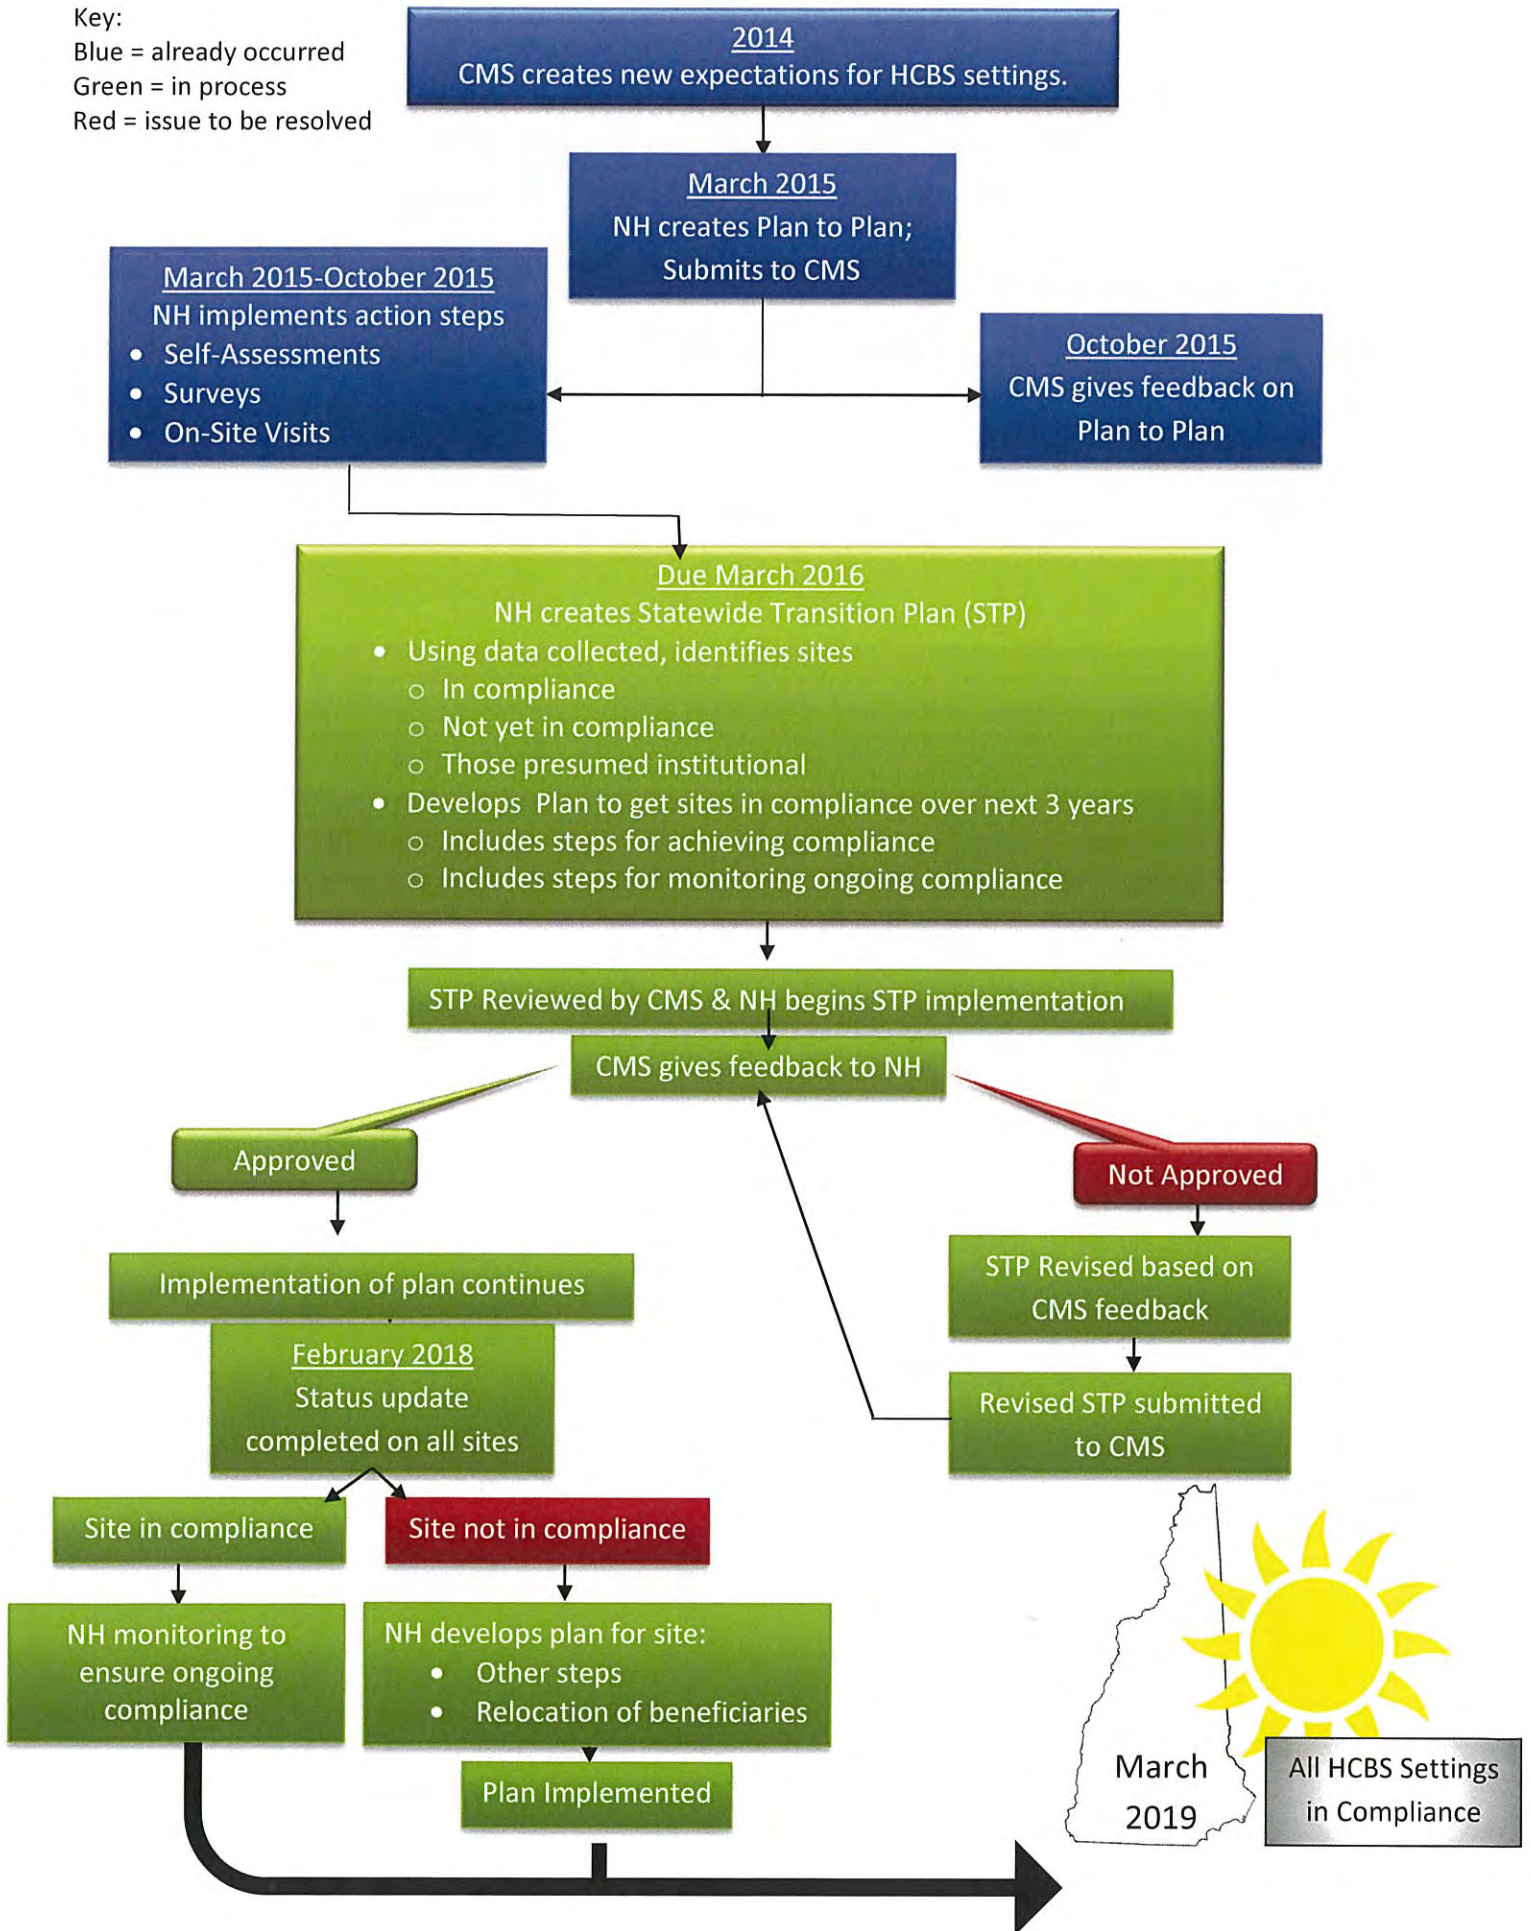 Key:
Blue = already occurred
Green = in process
Red = issue to be resolved
2014
CMS creates new expectations for HCBS settings.
March 2015
NH creates Plan to Plan;
Submits to CMS
March 2015-October 2015
NH implements action steps
• Self-Assessments
• Surveys
• On-Site Visits
October 2015
CMS gives feedback on
Plan to Plan
Due March 2016
NH creates Statewide Transition Plan (STP)
• Using data collected, identifies sites
o In compliance
o Not yet in compliance
o Those presumed institutional
• Develops Plan to get sites in compliance over next 3 years
o Includes steps for achieving compliance
o Includes steps for monitoring ongoing compliance
STP Reviewed by CMS & NH begins STP implementation
CMS gives feedback to NH
Approved
Not Approved
Implementation of plan continues
STP Revised based on
CMS feedback
February 2018
Status update
completed on all sites
Revised STP submitted
to CMS
Site in compliance
Site not in compliance
NH monitoring to
ensure ongoing
compliance
NH develops plan for site:
• Other steps
• Relocation of beneficiaries
Plan Implemented
March
2019
All HCBS Settings
in Compliance